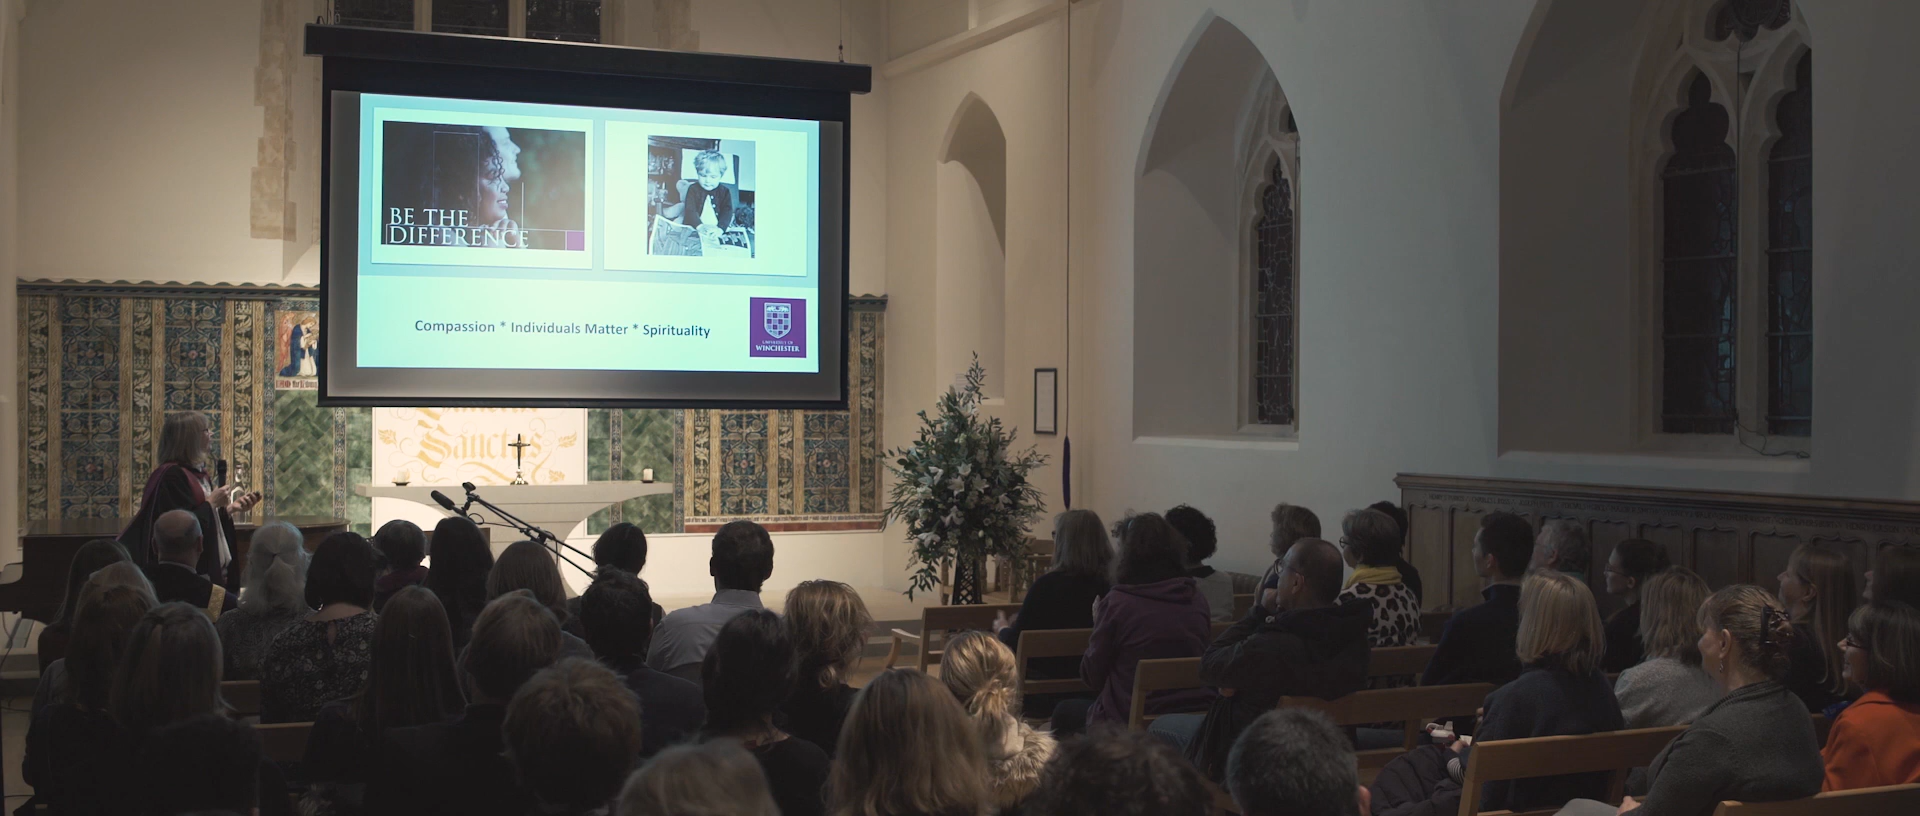 BE THE
DIFFERENCE
Compassion * Individuals Matter * Spirituality
UNIVERSITY OF
WINCHESTER
Sanctus